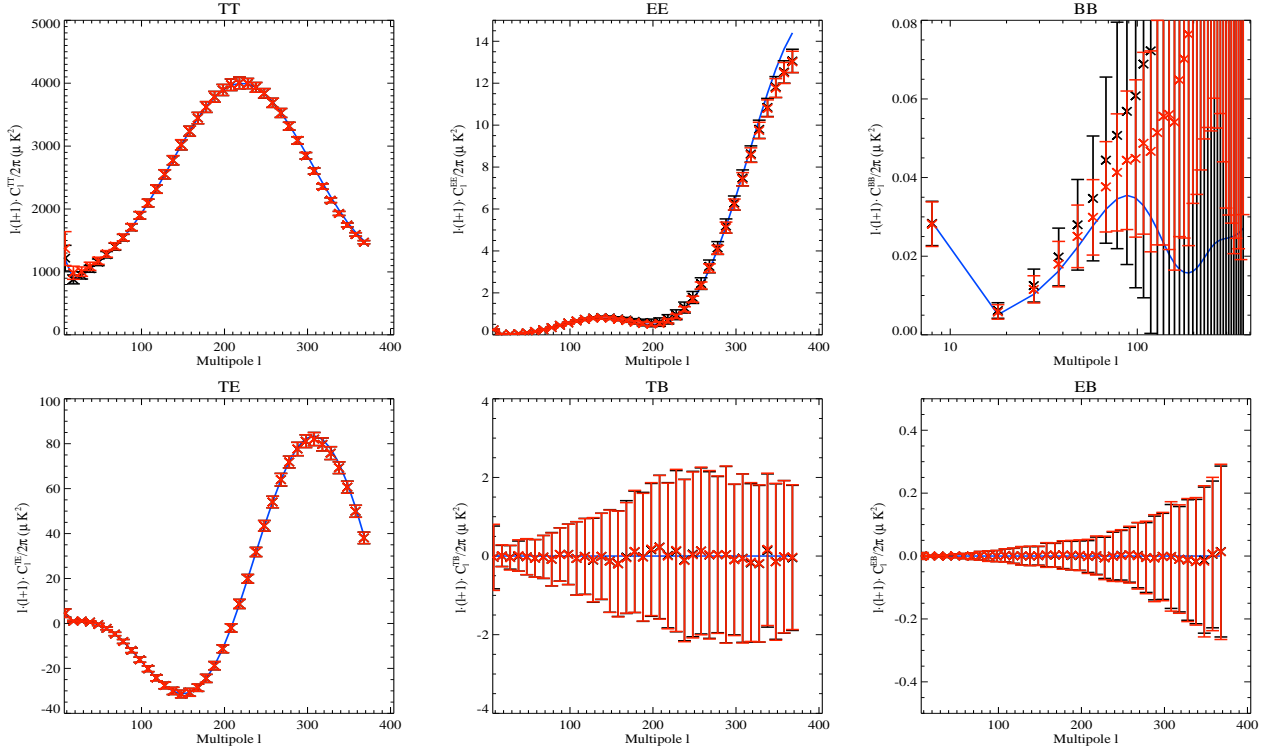 TT
EE
BB
5000
4000
3000
2000
1000
0
l·(l+1)· C_l^TT/2π (μ K²)
100 200 300 400
Multipole l
14
12
10
8
6
4
2
0
l·(l+1)· C_l^EE/2π (μ K²)
100 200 300 400
Multipole l
0.08
0.06
0.04
0.02
0.00
l·(l+1)· C_l^BB/2π (μ K²)
10 100
Multipole l
TE
TB
EB
100
80
60
40
20
0
-20
-40
l·(l+1)· C_l^TE/2π (μ K²)
100 200 300 400
Multipole l
4
2
0
-2
-4
l·(l+1)· C_l^TB/2π (μ K²)
100 200 300 400
Multipole l
0.4
0.2
0.0
-0.2
-0.4
l·(l+1)· C_l^EB/2π (μ K²)
100 200 300 400
Multipole l